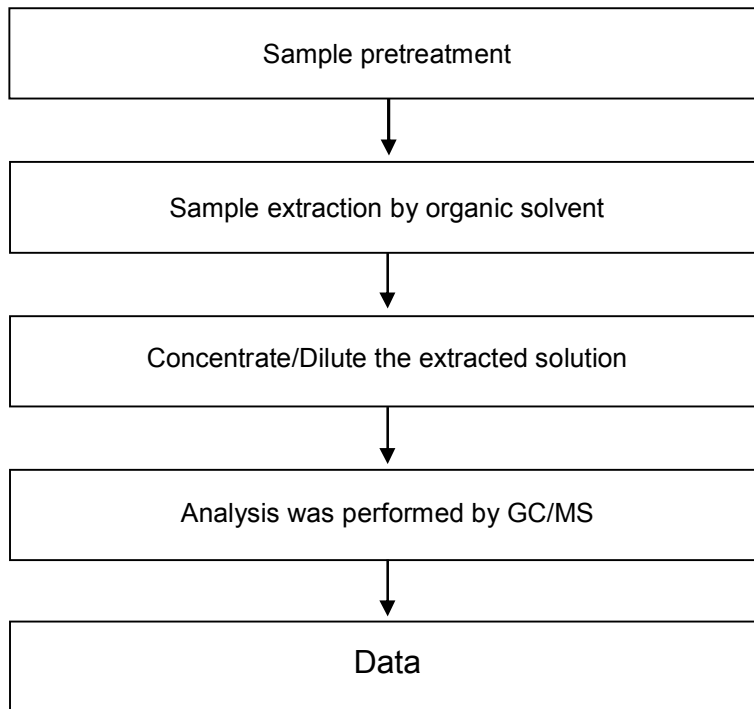 Sample pretreatment
Sample extraction by organic solvent
Concentrate/Dilute the extracted solution
Analysis was performed by GC/MS
Data